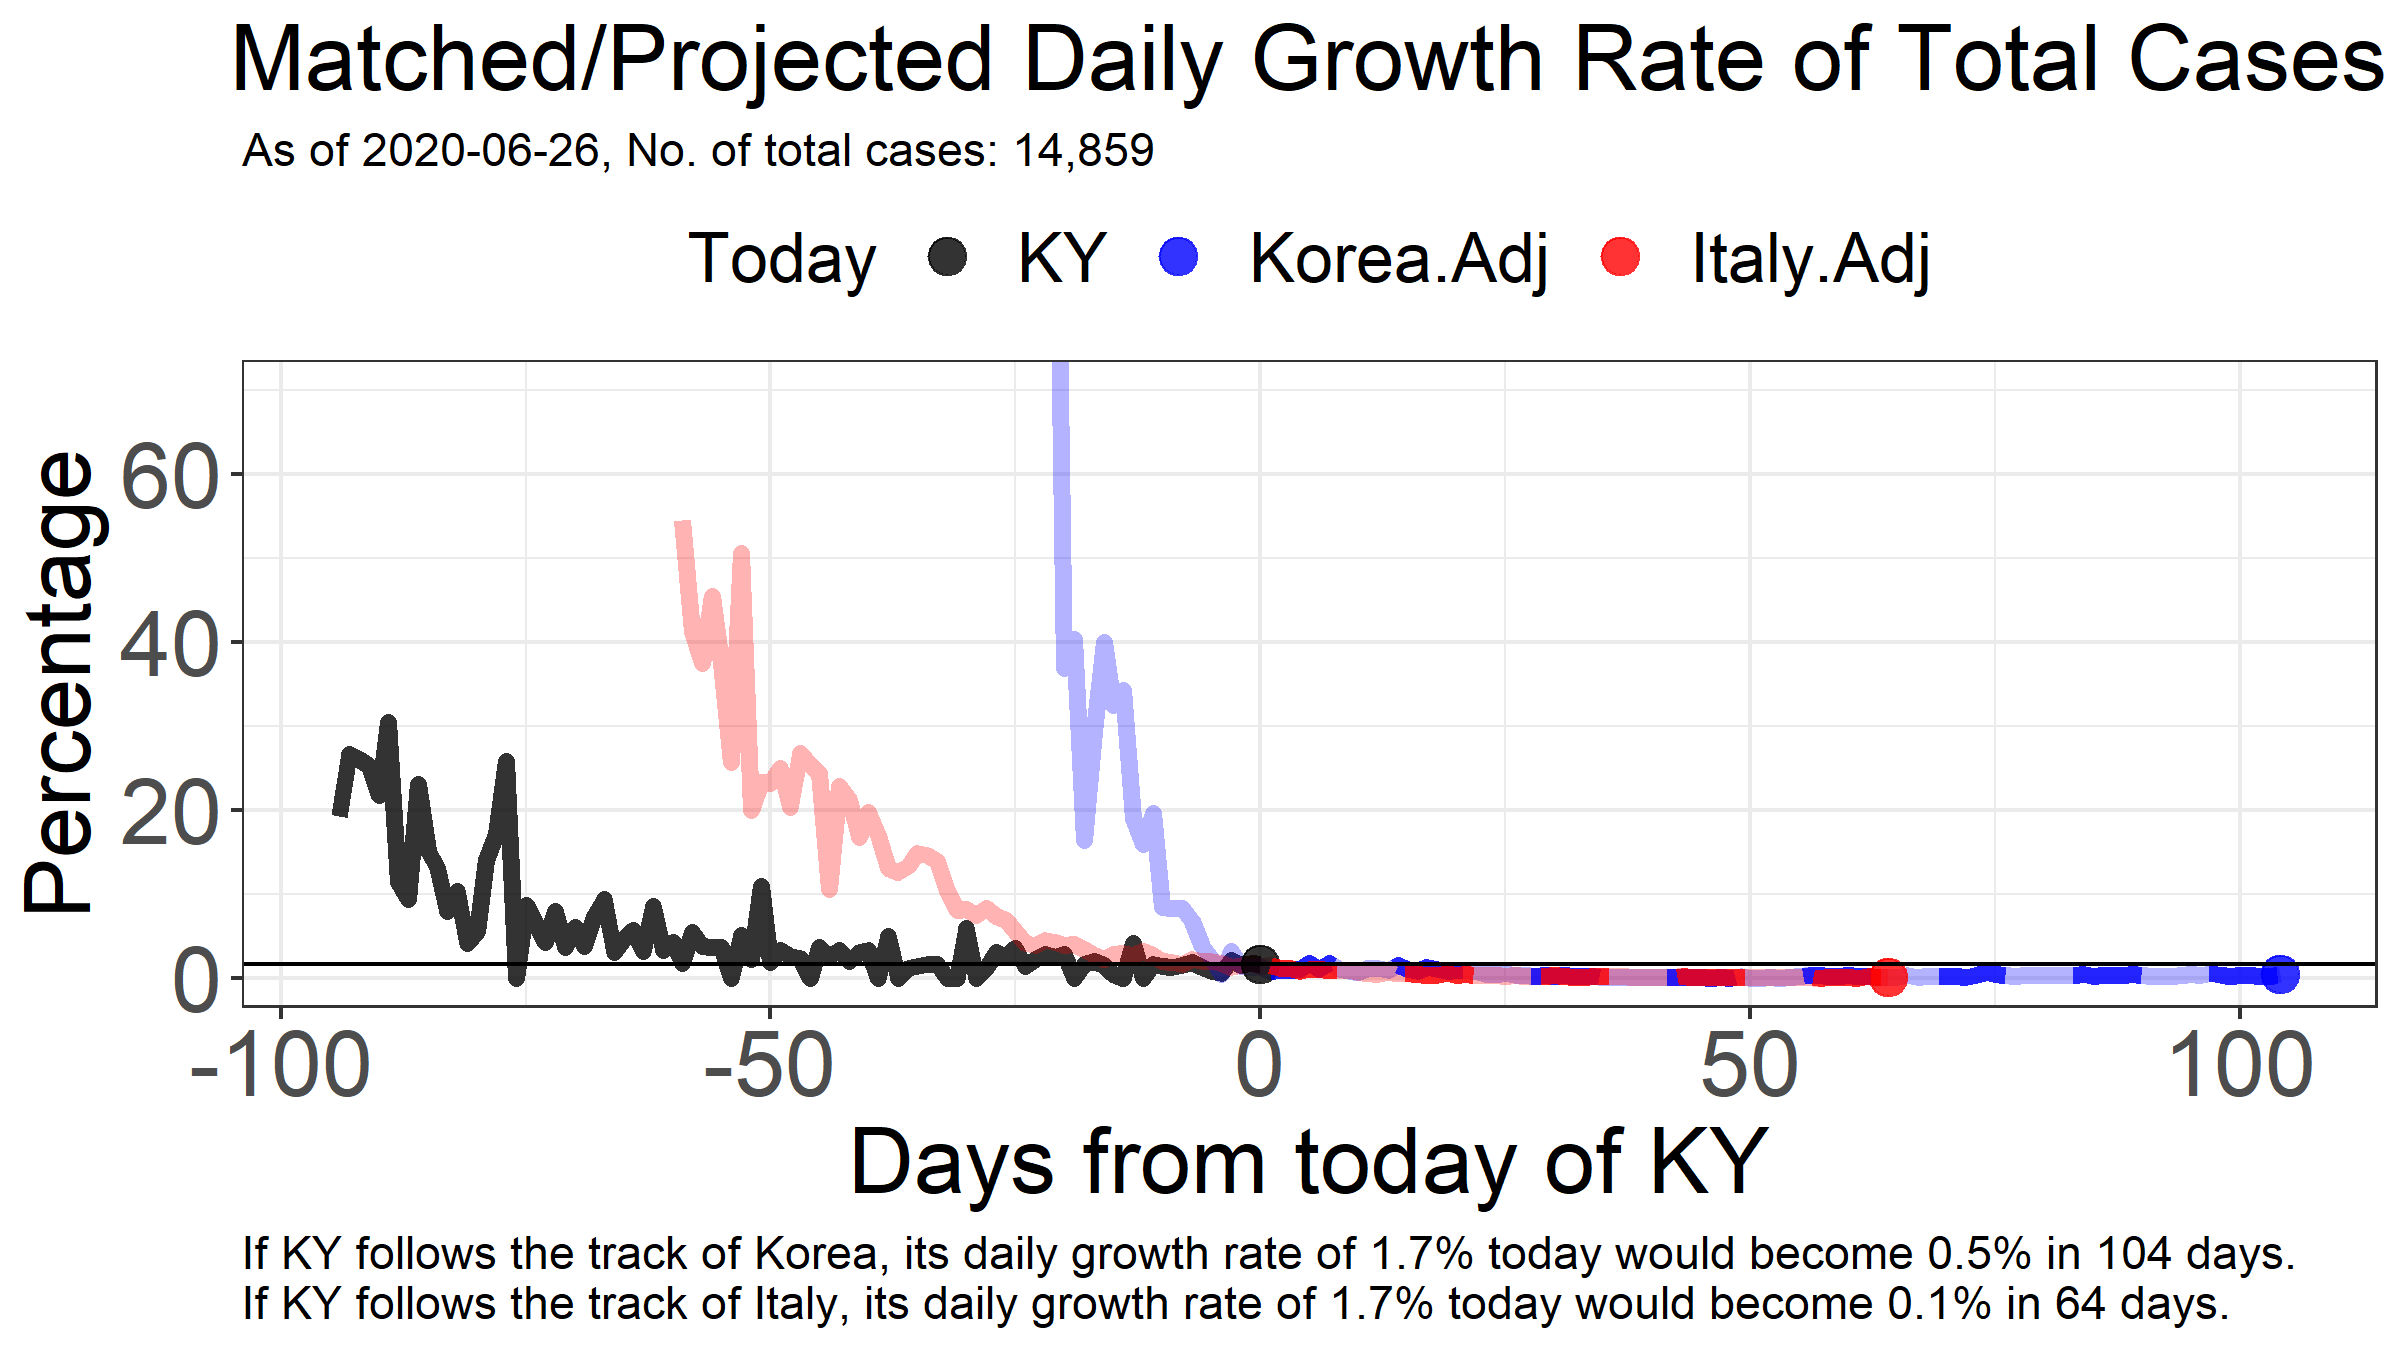 Matched/Projected Daily Growth Rate of Total Cases
As of 2020-06-26, No. of total cases: 14,859
Today KY Korea.Adj Italy.Adj
Percentage
60
40
20
0
-100 -50 0 50 100
Days from today of KY
If KY follows the track of Korea, its daily growth rate of 1.7% today would become 0.5% in 104 days.
If KY follows the track of Italy, its daily growth rate of 1.7% today would become 0.1% in 64 days.